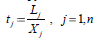 t_j = L_j / X_j , j=1,n